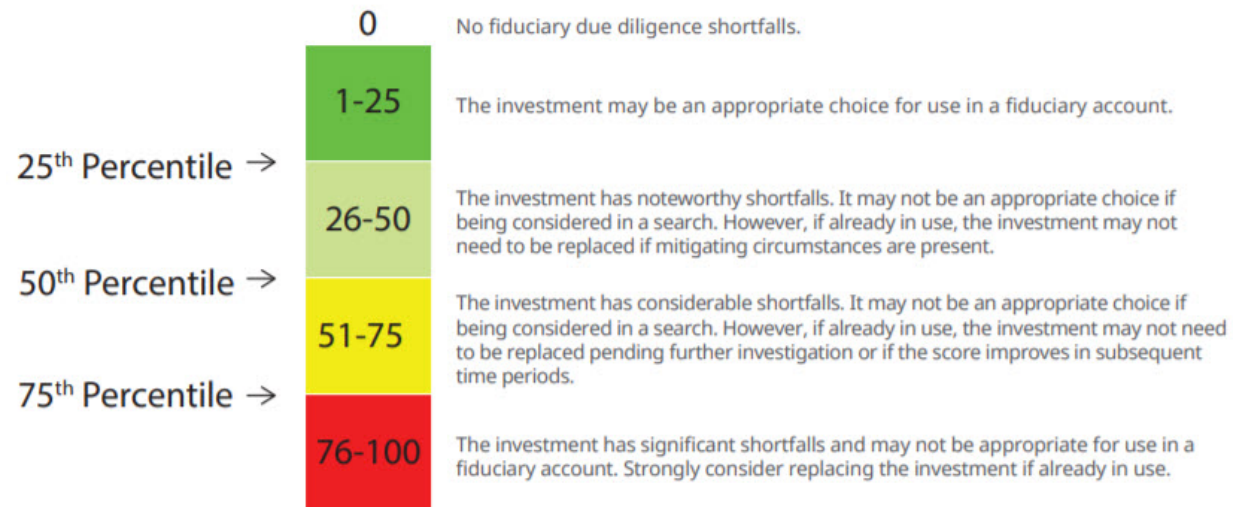 0 No fiduciary due diligence shortfalls.
1-25 The investment may be an appropriate choice for use in a fiduciary account.
25th Percentile →
26-50 The investment has noteworthy shortfalls. It may not be an appropriate choice if
being considered in a search. However, if already in use, the investment may not
need to be replaced if mitigating circumstances are present.
50th Percentile →
51-75 The investment has considerable shortfalls. It may not be an appropriate choice if
being considered in a search. However, if already in use, the investment may not need
to be replaced pending further investigation or if the score improves in subsequent
time periods.
75th Percentile →
76-100 The investment has significant shortfalls and may not be appropriate for use in a
fiduciary account. Strongly consider replacing the investment if already in use.